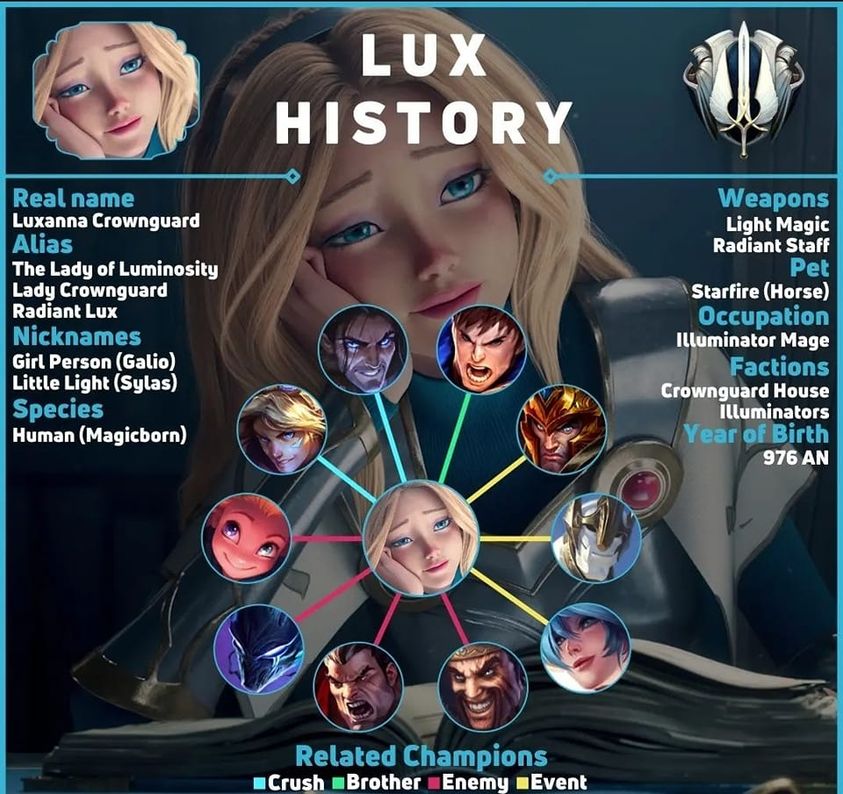 LUX
HISTORY
Real name
Luxanna Crownguard
Alias
The Lady of Luminosity
Lady Crownguard
Radiant Lux
Nicknames
Girl Person (Galio)
Little Light (Sylas)
Species
Human (Magicborn)
Weapons
Light Magic
Radiant Staff
Pet
Starfire (Horse)
Occupation
Illuminator Mage
Factions
Crownguard House
Illuminators
Year of Birth
976 AN
Related Champions
Crush Brother Enemy Event